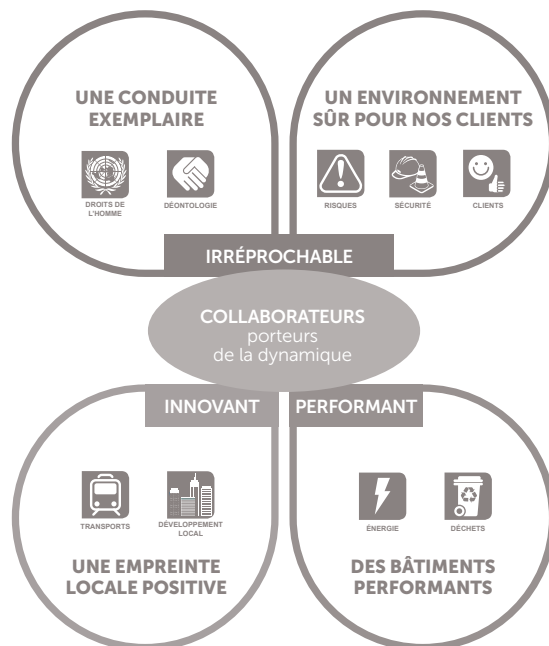 UNE CONDUITE
EXEMPLAIRE
DROITS DE
L'HOMME
DÉONTOLOGIE
UN ENVIRONNEMENT
SÛR POUR NOS CLIENTS
RISQUES
SÉCURITÉ
CLIENTS
IRRÉPROCHABLE
COLLABORATEURS
porteurs
de la dynamique
INNOVANT
PERFORMANT
TRANSPORTS
DÉVELOPPEMENT
LOCAL
UNE EMPREINTE
LOCALE POSITIVE
ÉNERGIE
DÉCHETS
DES BÂTIMENTS
PERFORMANTS